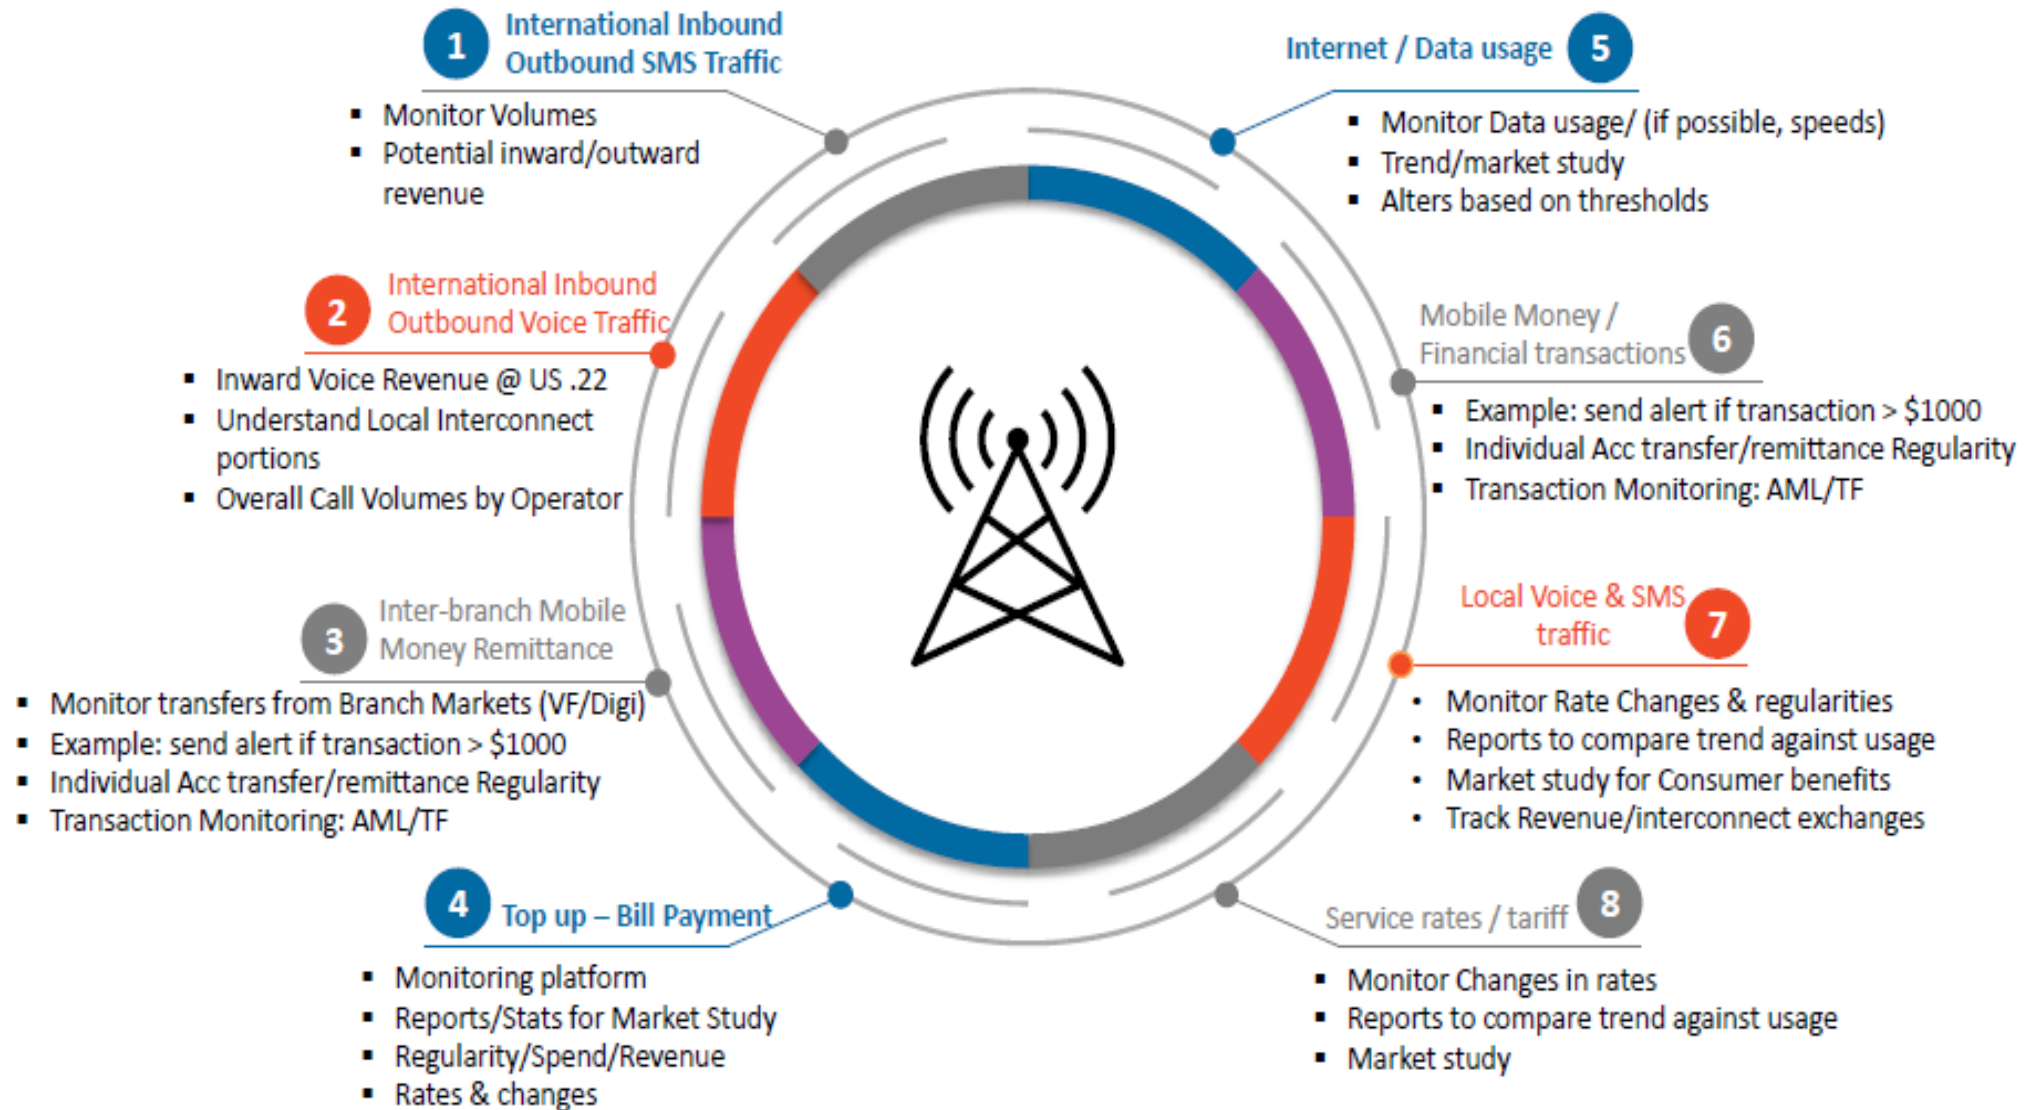 1
International Inbound
Outbound SMS Traffic
▪ Monitor Volumes
▪ Potential inward/outward
revenue
2
International Inbound
Outbound Voice Traffic
▪ Inward Voice Revenue @ US .22
▪ Understand Local Interconnect
portions
▪ Overall Call Volumes by Operator
3
Inter-branch Mobile
Money Remittance
▪ Monitor transfers from Branch Markets (VF/Digi)
▪ Example: send alert if transaction > $1000
▪ Individual Acc transfer/remittance Regularity
▪ Transaction Monitoring: AML/TF
4
Top up – Bill Payment
▪ Monitoring platform
▪ Reports/Stats for Market Study
▪ Regularity/Spend/Revenue
▪ Rates & changes
Internet / Data usage
5
▪ Monitor Data usage/ (if possible, speeds)
▪ Trend/market study
▪ Alters based on thresholds
Mobile Money /
Financial transactions
6
▪ Example: send alert if transaction > $1000
▪ Individual Acc transfer/remittance Regularity
▪ Transaction Monitoring: AML/TF
Local Voice & SMS
traffic
7
• Monitor Rate Changes & regularities
• Reports to compare trend against usage
• Market study for Consumer benefits
• Track Revenue/interconnect exchanges
Service rates / tariff
8
▪ Monitor Changes in rates
▪ Reports to compare trend against usage
▪ Market study